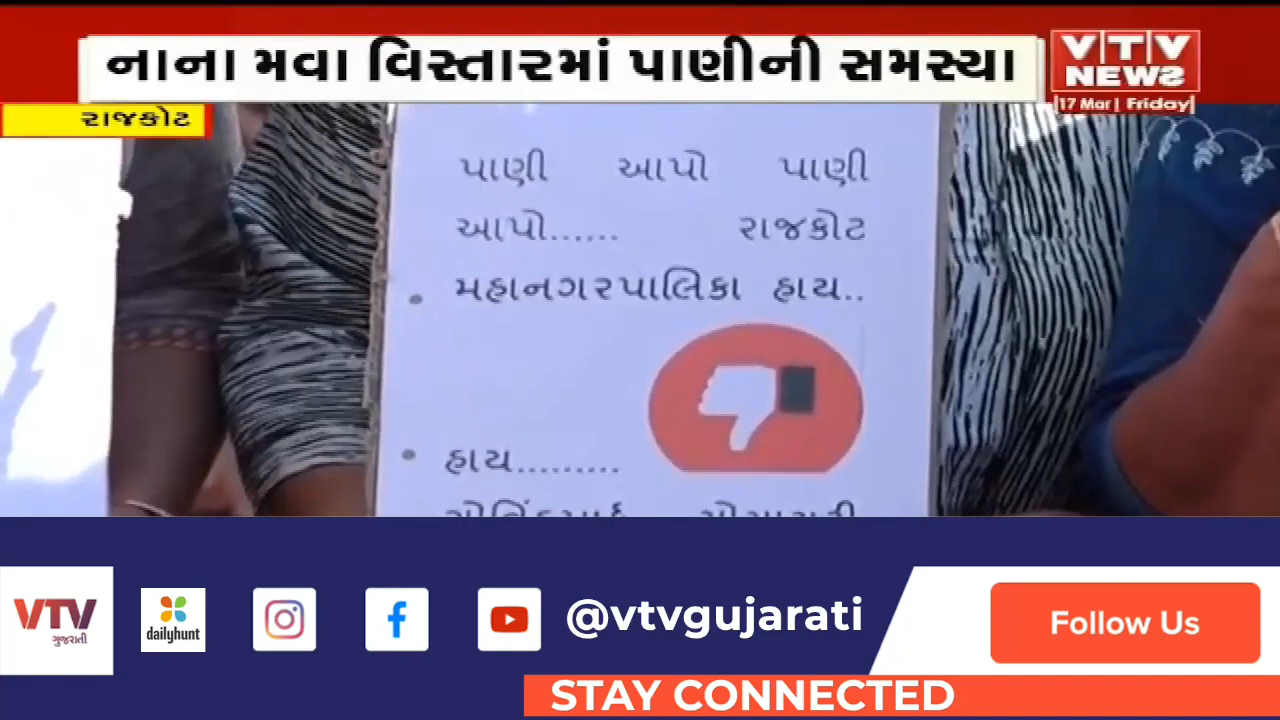 નાના મવા વિસ્તારમાં પાણીની સમસ્યા
VTV
NEWS
17 Mar | Friday
રાજકોટ
પાણી આપો પાણી
આપો...... રાજકોટ
મહાનગરપાલિકા હાય..
હાય.........
VTV
ગુજરાતી
dailyhunt
@vtvgujarati
Follow Us
STAY CONNECTED